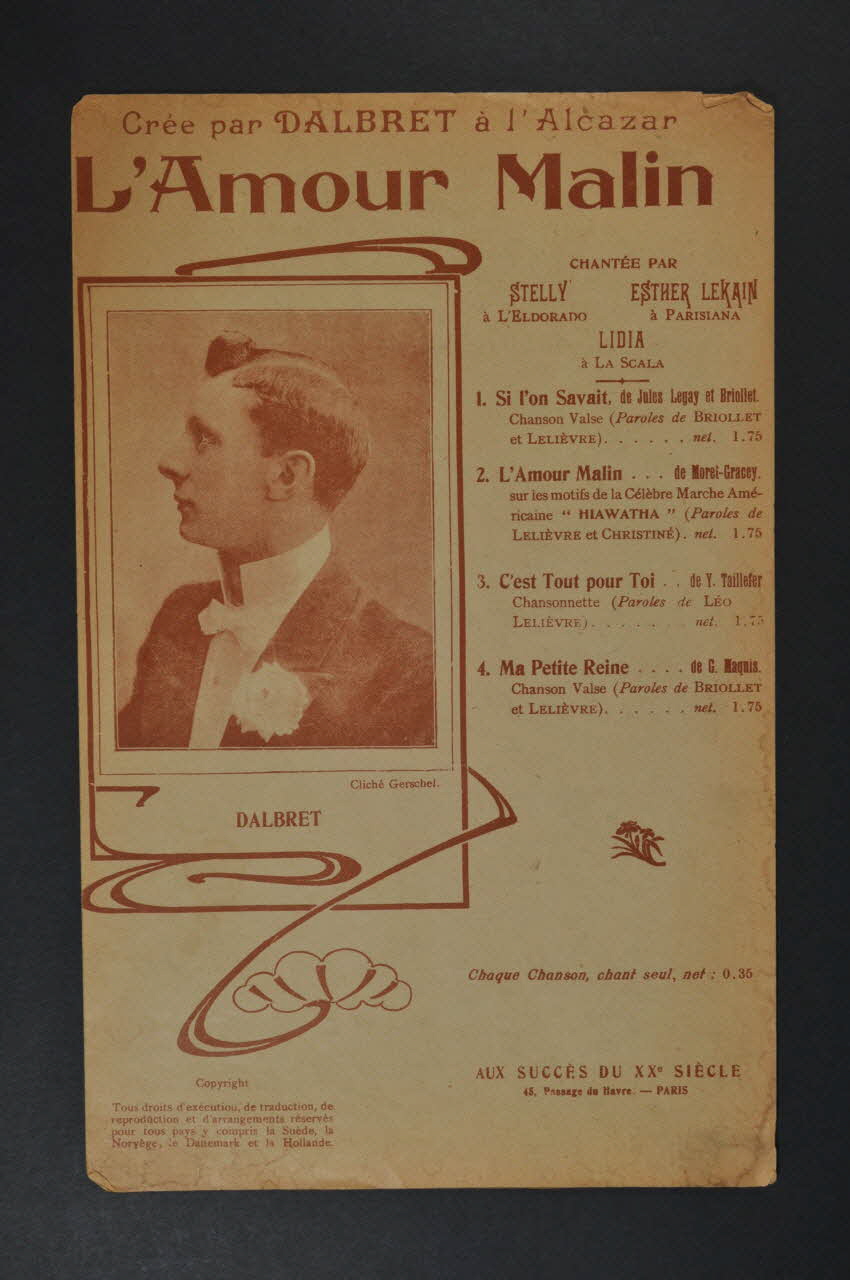 Crée par DALBRET à l'Alcazar
L'Amour Malin
CHANTÉE PAR
STELLY ESTHER LEKAIN
à L'ELDORADO à PARISIANA
LIDIA
à LA SCALA
1. Si l'on Savait, de Jules Legay et Briollet.
Chanson Valse (Paroles de BRIOLLET
et LELIÈVRE). . . . . . net. 1.75
2. L'Amour Malin . . . de Morel-Gracey.
sur les motifs de la Célèbre Marche Amé-
ricaine " HIAWATHA " (Paroles de
LELIÈVRE et CHRISTINÉ). net. 1.75
3. C'est Tout pour Toi . . de Y. Taillefer
Chansonnette (Paroles de LÉO
LELIÈVRE). . . . . . . net. 1.75
4. Ma Petite Reine . . . . de G. Maquis.
Chanson Valse (Paroles de BRIOLLET
et LELIÈVRE). . . . . . net. 1.75
Cliché Gerschel.
DALBRET
Chaque Chanson, chant seul, net : 0.35
AUX SUCCÈS DU XXe SIÈCLE
45, Passage du Havre. — PARIS
Copyright
Tous droits d'exécution, de traduction, de
reproduction et d'arrangements réservés
pour tous pays y compris la Suède, la
Norvège, le Danemark et la Hollande.